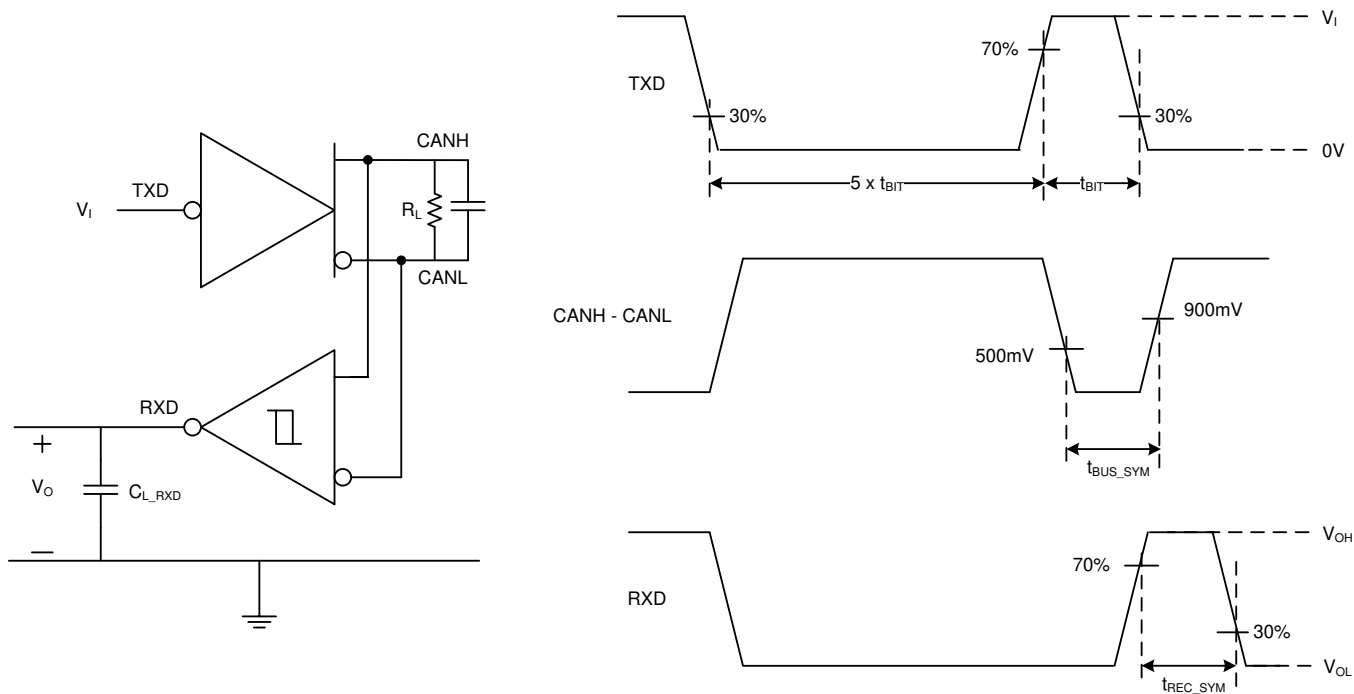 CANH
TXD
V_I
R_L
CANL
RXD
+
V_O
C_L_RXD
—
V_I
70%
TXD
30%
30%
0V
5 x t_BIT
t_BIT
CANH - CANL
900mV
500mV
t_BUS_SYM
V_OH
70%
RXD
30%
V_OL
t_REC_SYM